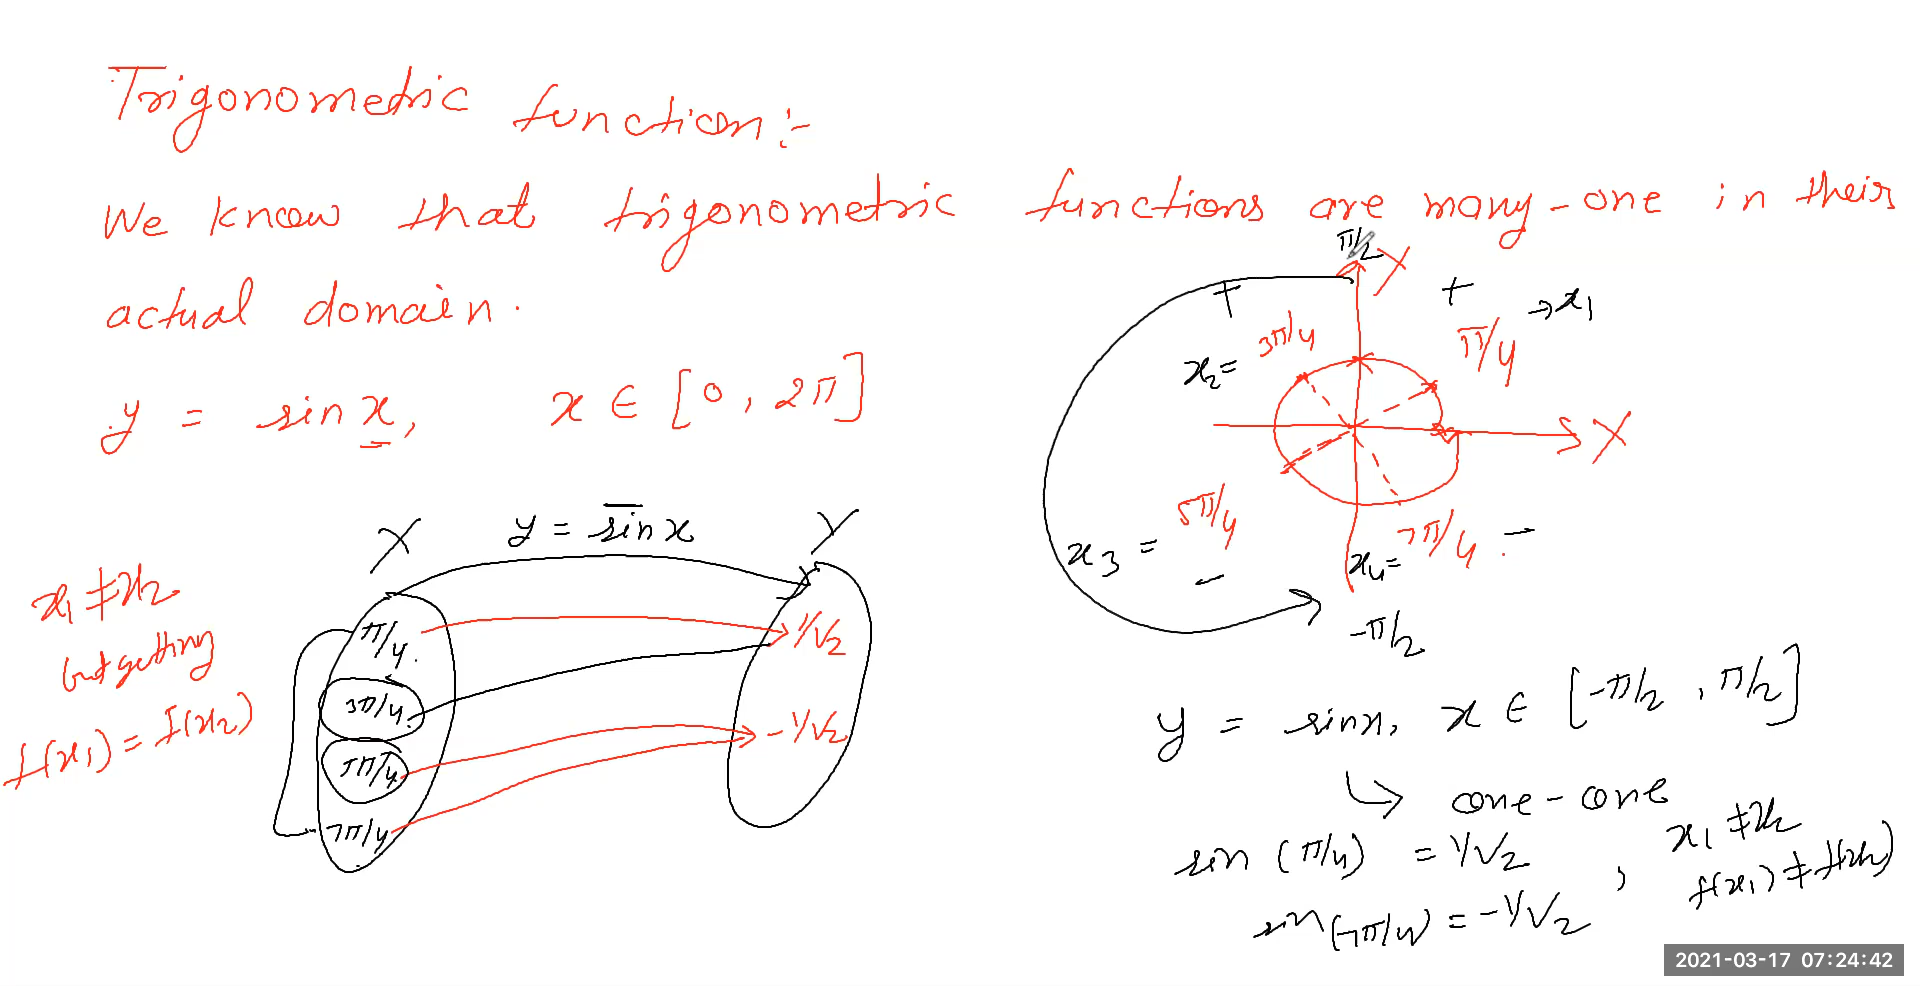 Trigonometric function:-
We know that trigonometric functions are many-one in their
actual domain.
y = sin x, x ∈ [0, 2π]
π/2
Y
+
+
→ x₁
π/4
x₂ = 3π/4
X
x₃ = 5π/4
-
x₄ = 7π/4
-
-π/2
X
y = sin x
Y
x₁ ≠ x₂
but getting
f(x₁) = f(x₂)
π/4
3π/4
5π/4
7π/4
1/√2
-1/√2
y = sin x, x ∈ [-π/2, π/2]
↳ one-one
sin (π/4) = 1/√2
sin (7π/4) = -1/√2
, x₁ ≠ x₂
f(x₁) ≠ f(x₂)
2021-03-17 07:24:42